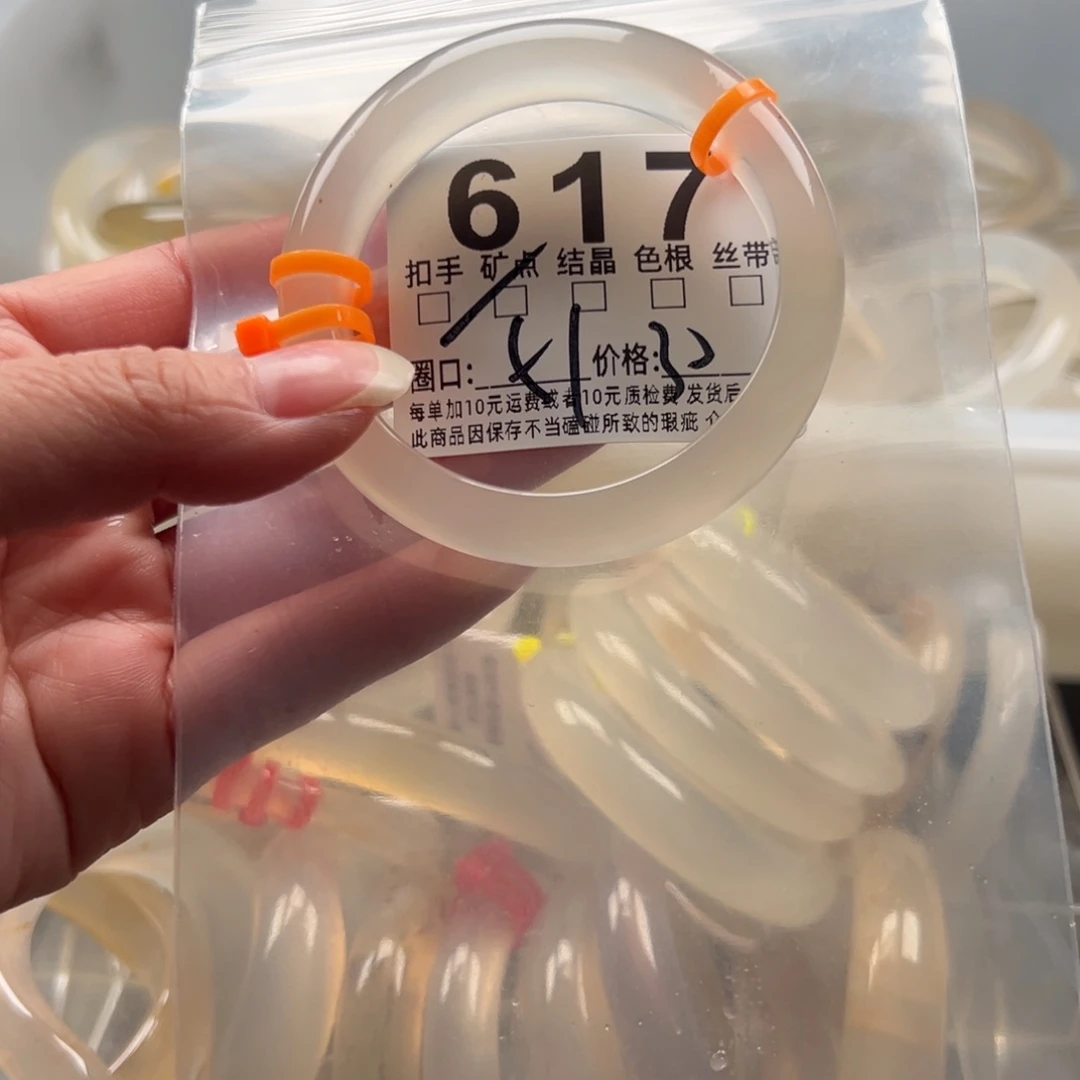 617
扣手 矿点 结晶 色根 丝带
圈口: 价格:
每单加10元运费或者10元质检费 发货后
此商品因保存不当磕碰所致的瑕疵